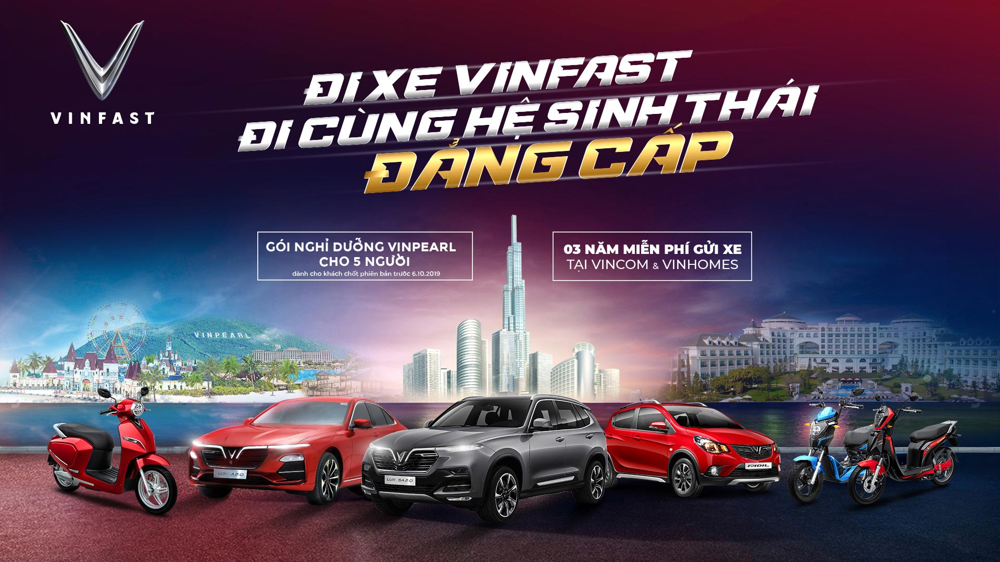 VINFAST
ĐI XE VINFAST
ĐI CÙNG HỆ SINH THÁI
ĐẲNG CẤP
GÓI NGHỈ DƯỠNG VINPEARL
CHO 5 NGƯỜI
dành cho khách chốt phiên bản trước 6.10.2019
03 NĂM MIỄN PHÍ GỬI XE
TẠI VINCOM & VINHOMES
VINPEARL
LUX A2.0
LUX SA2.0
FADIL